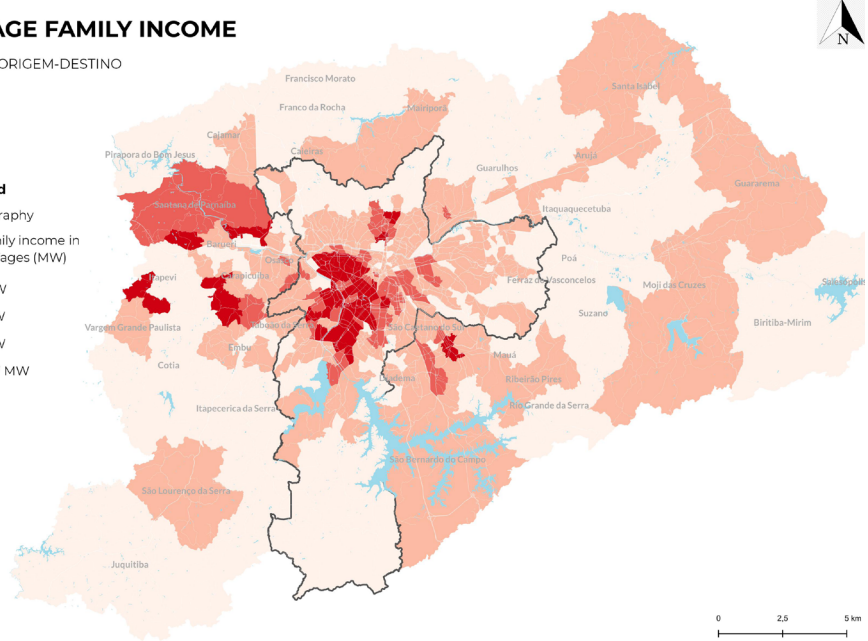 AGE FAMILY INCOME
ORIGEM-DESTINO
N
Francisco Morato
Franco da Rocha
Mairiporã
Santa Isabel
Cajamar
Caieiras
Pirapora do Bom Jesus
Guarulhos
Arujá
Guararema
d
raphy
nily income in
ages (MW)
W
W
W
MW
Santana de Parnaíba
Itaquaquecetuba
Barueri
Osasco
Poá
Itapevi
Carapicuíba
Ferraz de Vasconcelos
Moji das Cruzes
Salesópolis
Suzano
Biritiba-Mirim
Vargem Grande Paulista
Taboão da Serra
São Caetano do Sul
Embu
Mauá
Cotia
Diadema
Ribeirão Pires
Itapecerica da Serra
Rio Grande da Serra
São Bernardo do Campo
São Lourenço da Serra
Juquitiba
0 2,5 5 km